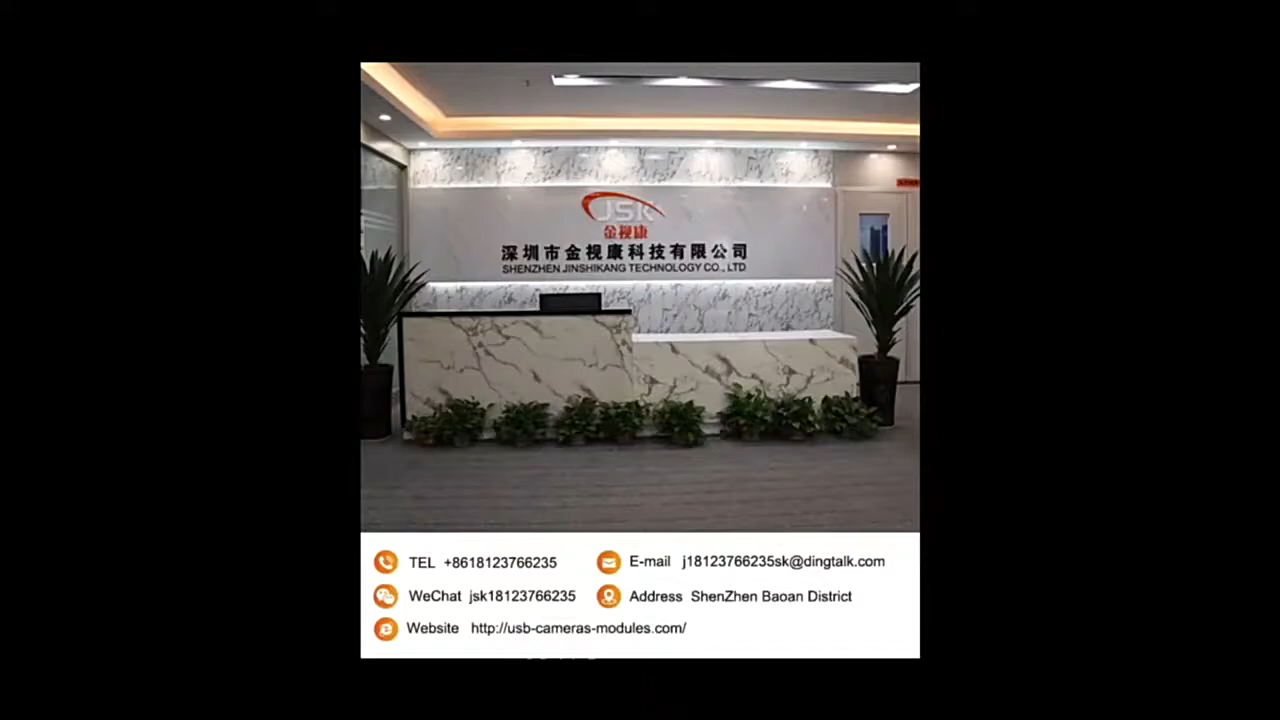 JSK
金视康
深圳市金视康科技有限公司
SHENZHEN JINSHIKANG TECHNOLOGY CO., LTD
TEL +8618123766235
E-mail j18123766235sk@dingtalk.com
WeChat jsk18123766235
Address ShenZhen Baoan District
Website http://usb-cameras-modules.com/